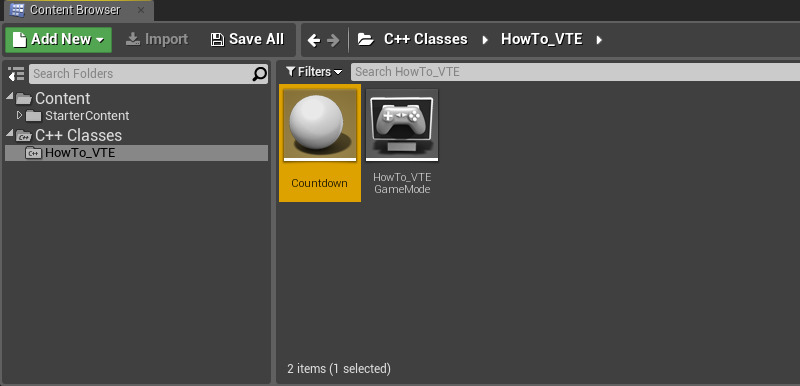 Content Browser
Add New
Import
Save All
C++ Classes
HowTo_VTE
Search Folders
Filters
Search HowTo_VTE
Content
StarterContent
C++ Classes
C++
HowTo_VTE
Countdown
HowTo_VTE
GameMode
2 items (1 selected)